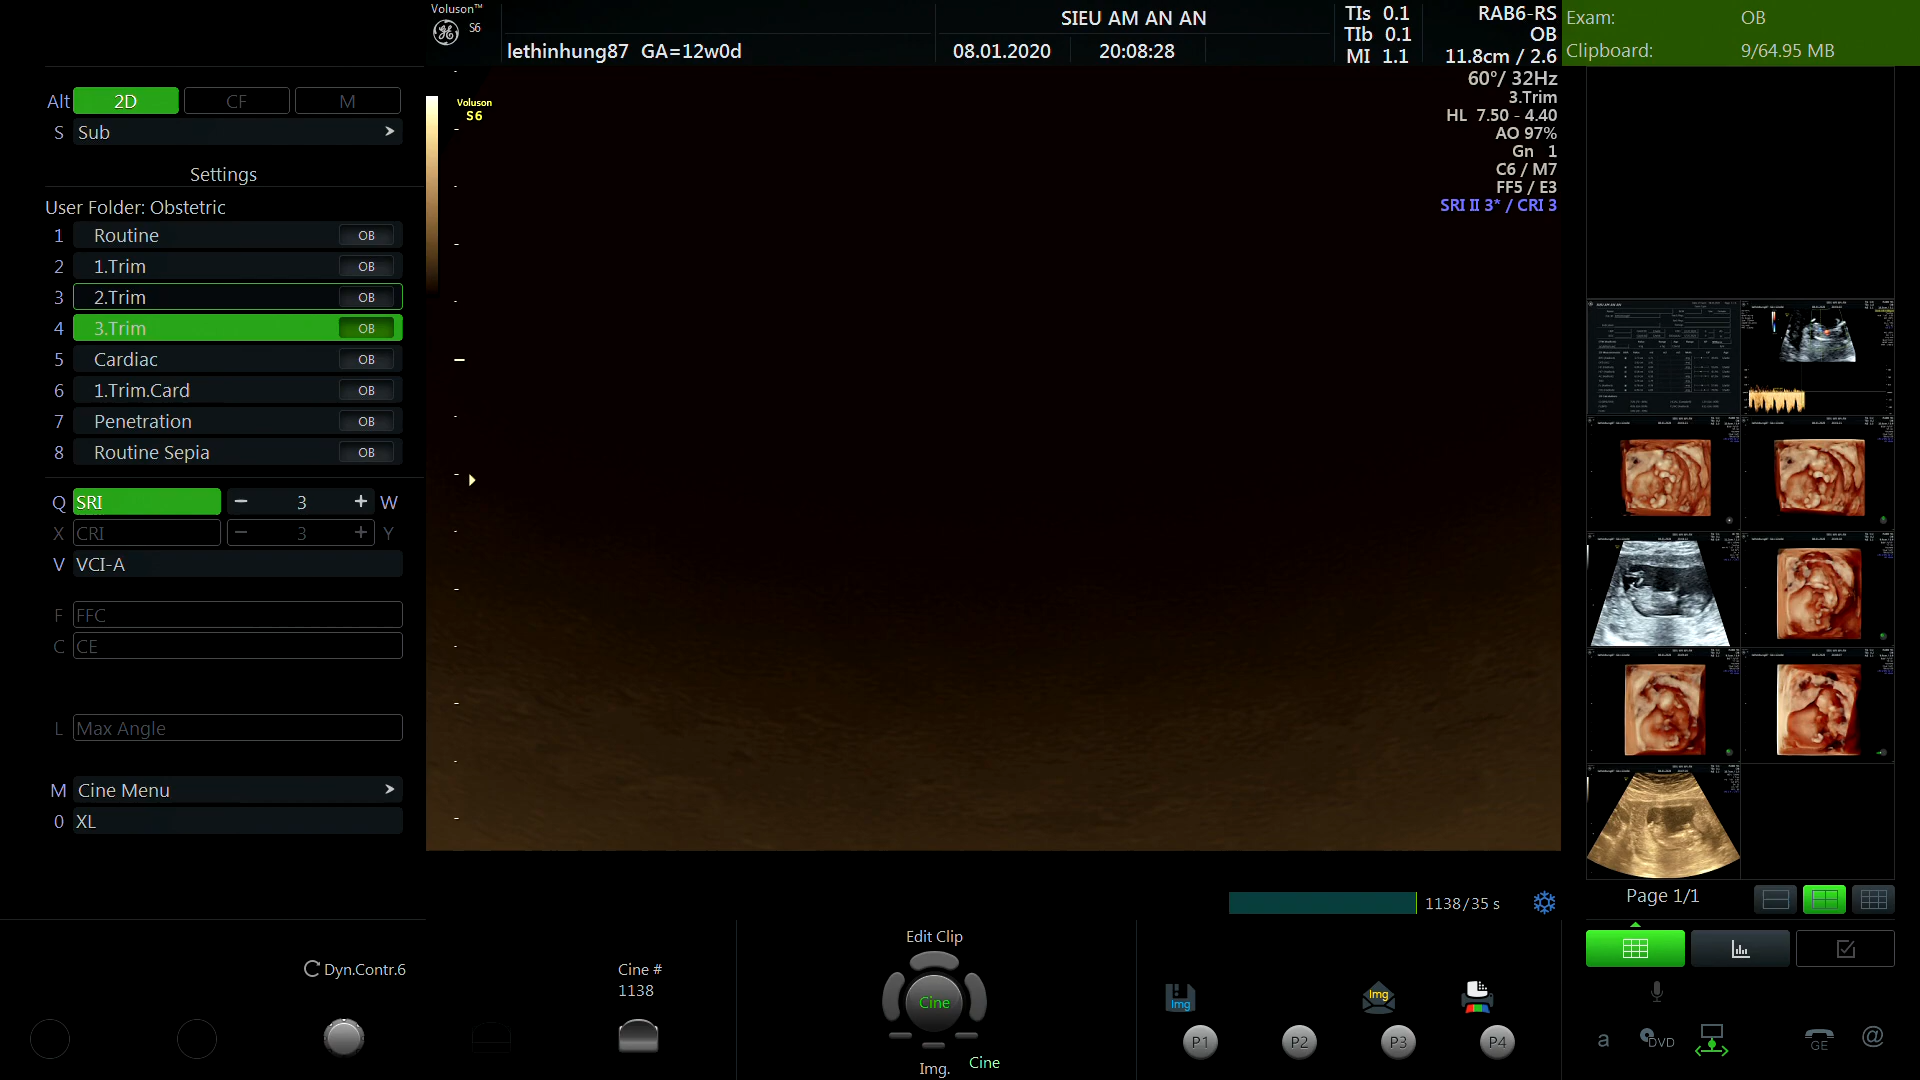 Voluson™
S6
lethinhung87 GA=12w0d
SIEU AM AN AN
08.01.2020 20:08:28
TIs 0.1
TIb 0.1
MI 1.1
RAB6-RS
OB
11.8cm / 2.6
60°/ 32Hz
3.Trim
HL 7.50 - 4.40
AO 97%
Gn 1
C6 / M7
FF5 / E3
SRI II 3* / CRI 3
Exam: OB
Clipboard: 9/64.95 MB
Voluson
S6
Alt 2D CF M
S Sub >
Settings
User Folder: Obstetric
1 Routine OB
2 1.Trim OB
3 2.Trim OB
4 3.Trim OB
5 Cardiac OB
6 1.Trim.Card OB
7 Penetration OB
8 Routine Sepia OB
Q SRI − 3 + W
X CRI − 3 + Y
V VCI-A
F FFC
C CE
L Max Angle
M Cine Menu >
0 XL
1138/35 s
Page 1/1
Dyn.Contr.6
Cine #
1138
Edit Clip
Cine
Img.
Cine
Img
Img
P1 P2 P3 P4
a DVD GE @